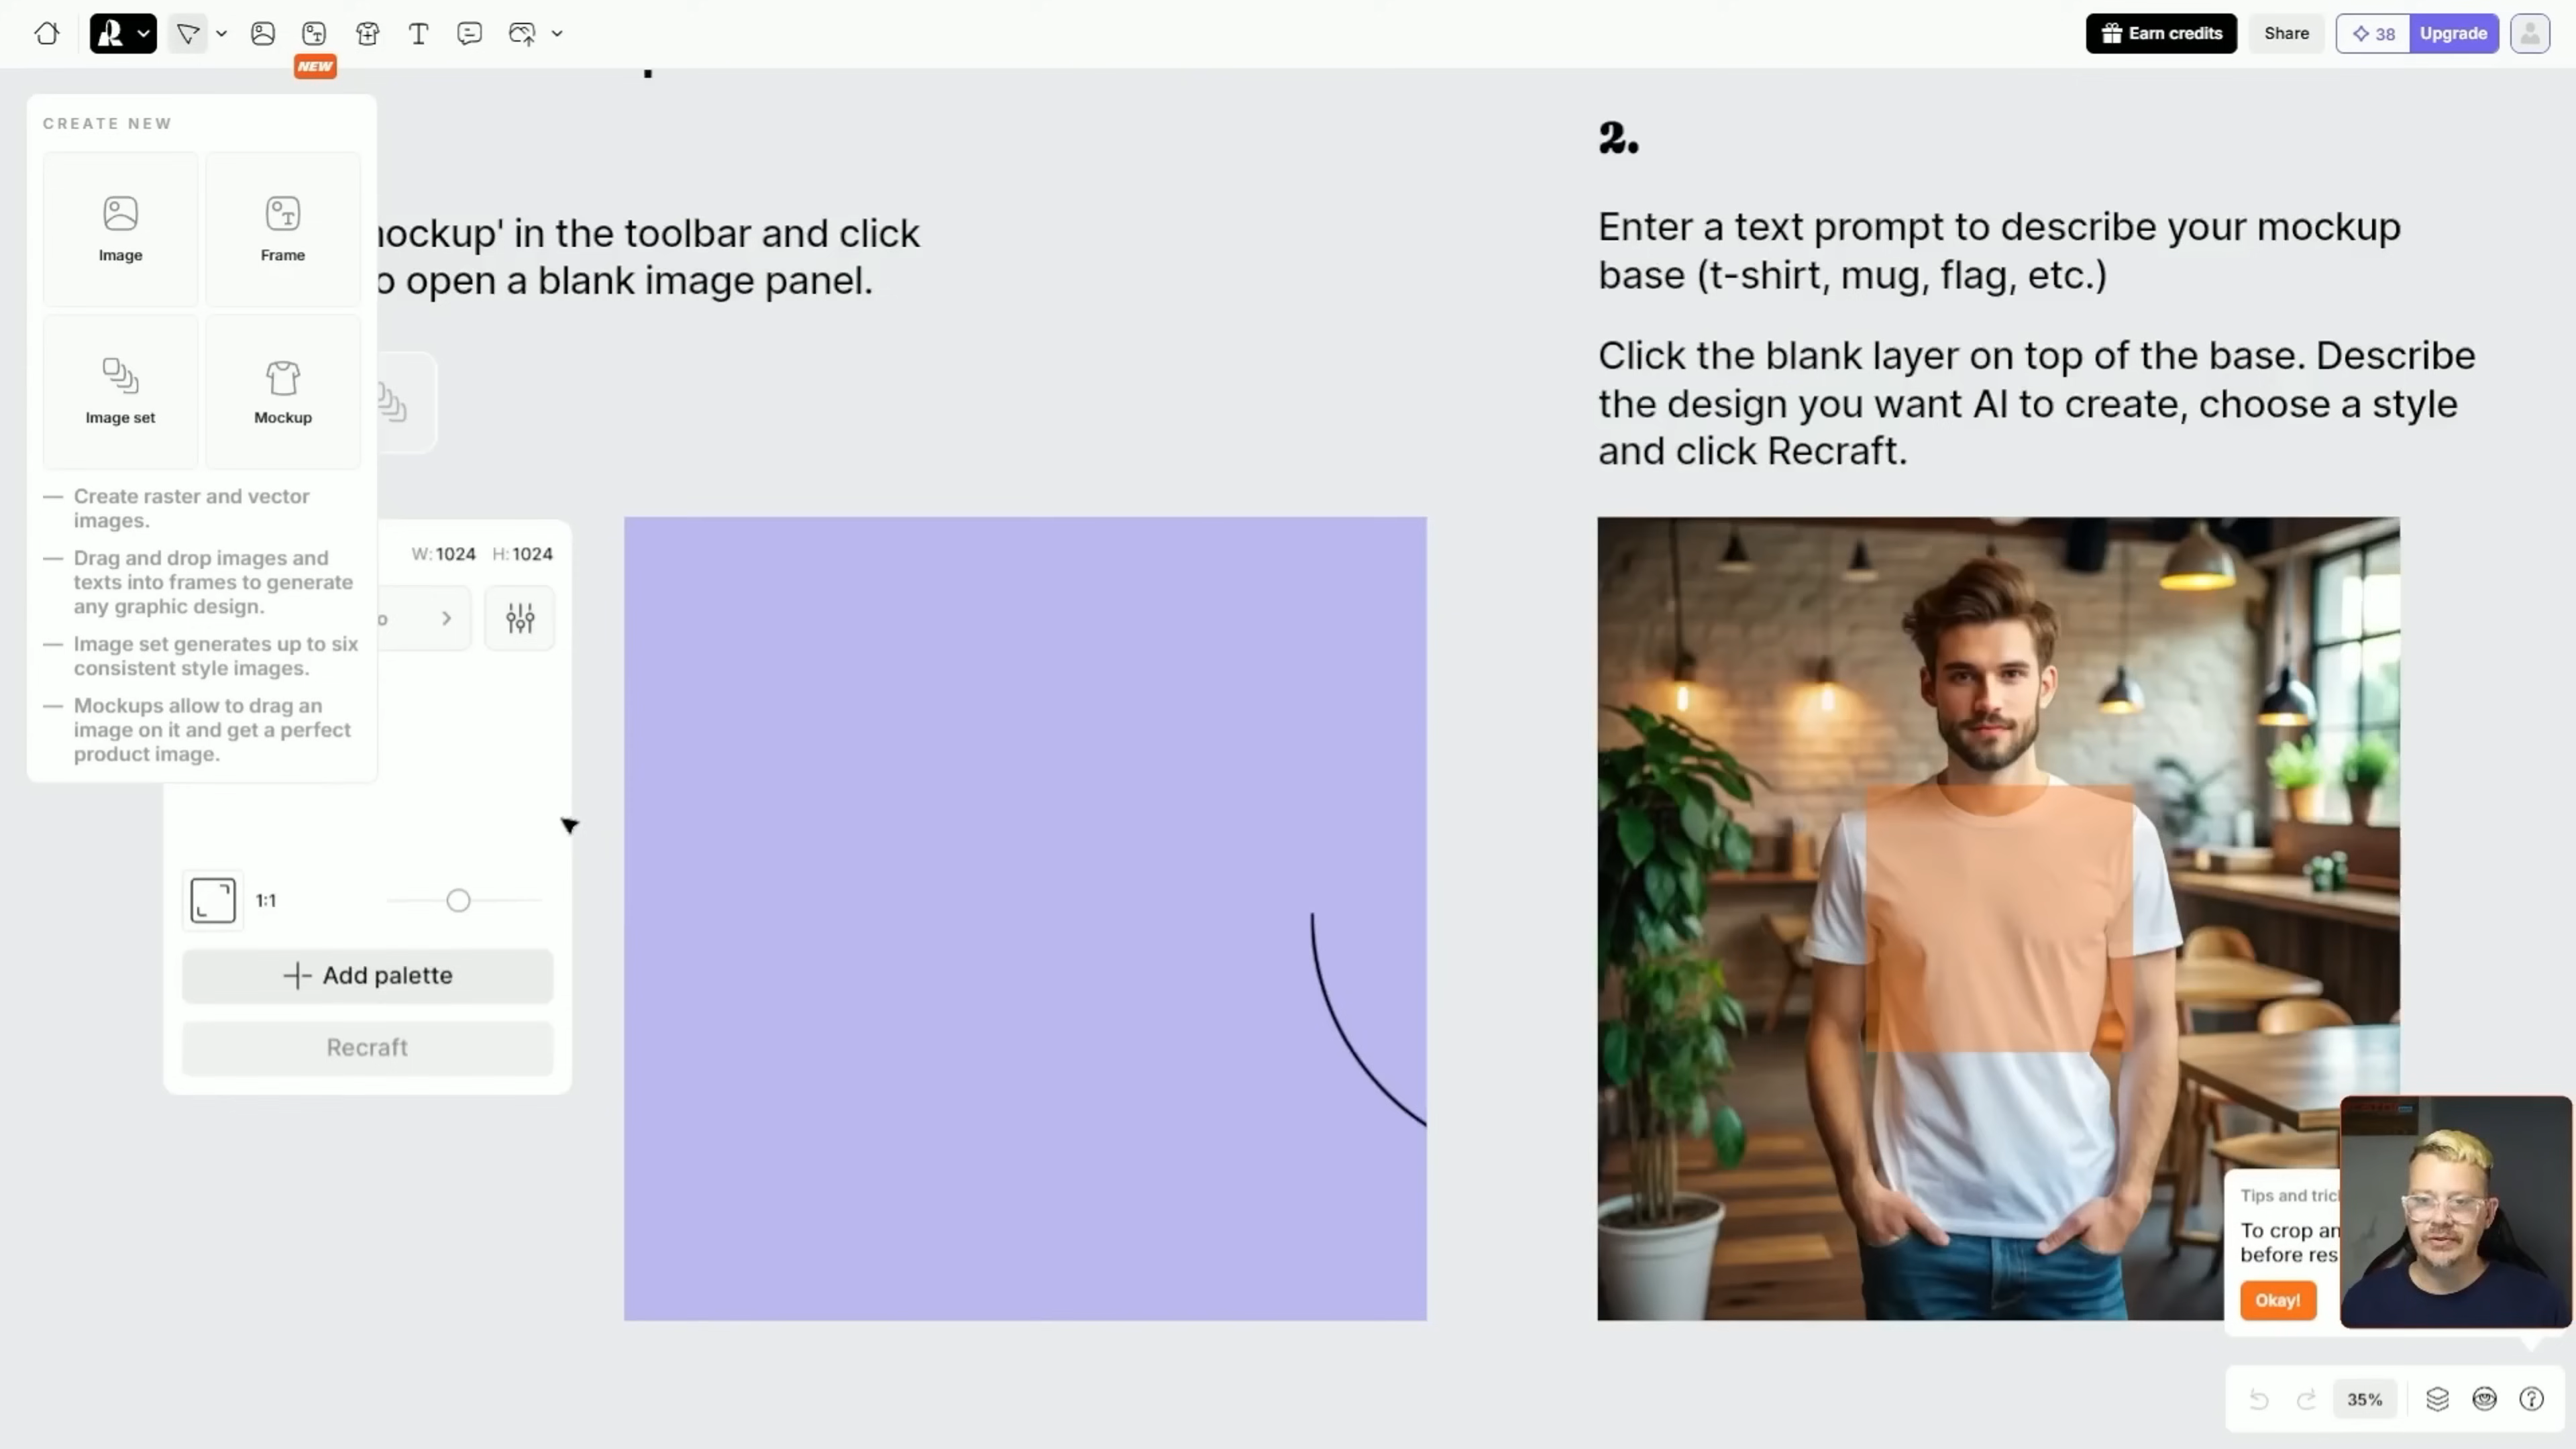 NEW
Earn credits
Share
38
Upgrade
CREATE NEW
Image
Frame
Image set
Mockup
— Create raster and vector
images.
— Drag and drop images and
texts into frames to generate
any graphic design.
— Image set generates up to six
consistent style images.
— Mockups allow to drag an
image on it and get a perfect
product image.
mockup' in the toolbar and click
open a blank image panel.
W: 1024 H: 1024
1:1
Add palette
Recraft
2.
Enter a text prompt to describe your mockup
base (t-shirt, mug, flag, etc.)
Click the blank layer on top of the base. Describe
the design you want AI to create, choose a style
and click Recraft.
Tips and tric
To crop an
before res
Okay!
35%